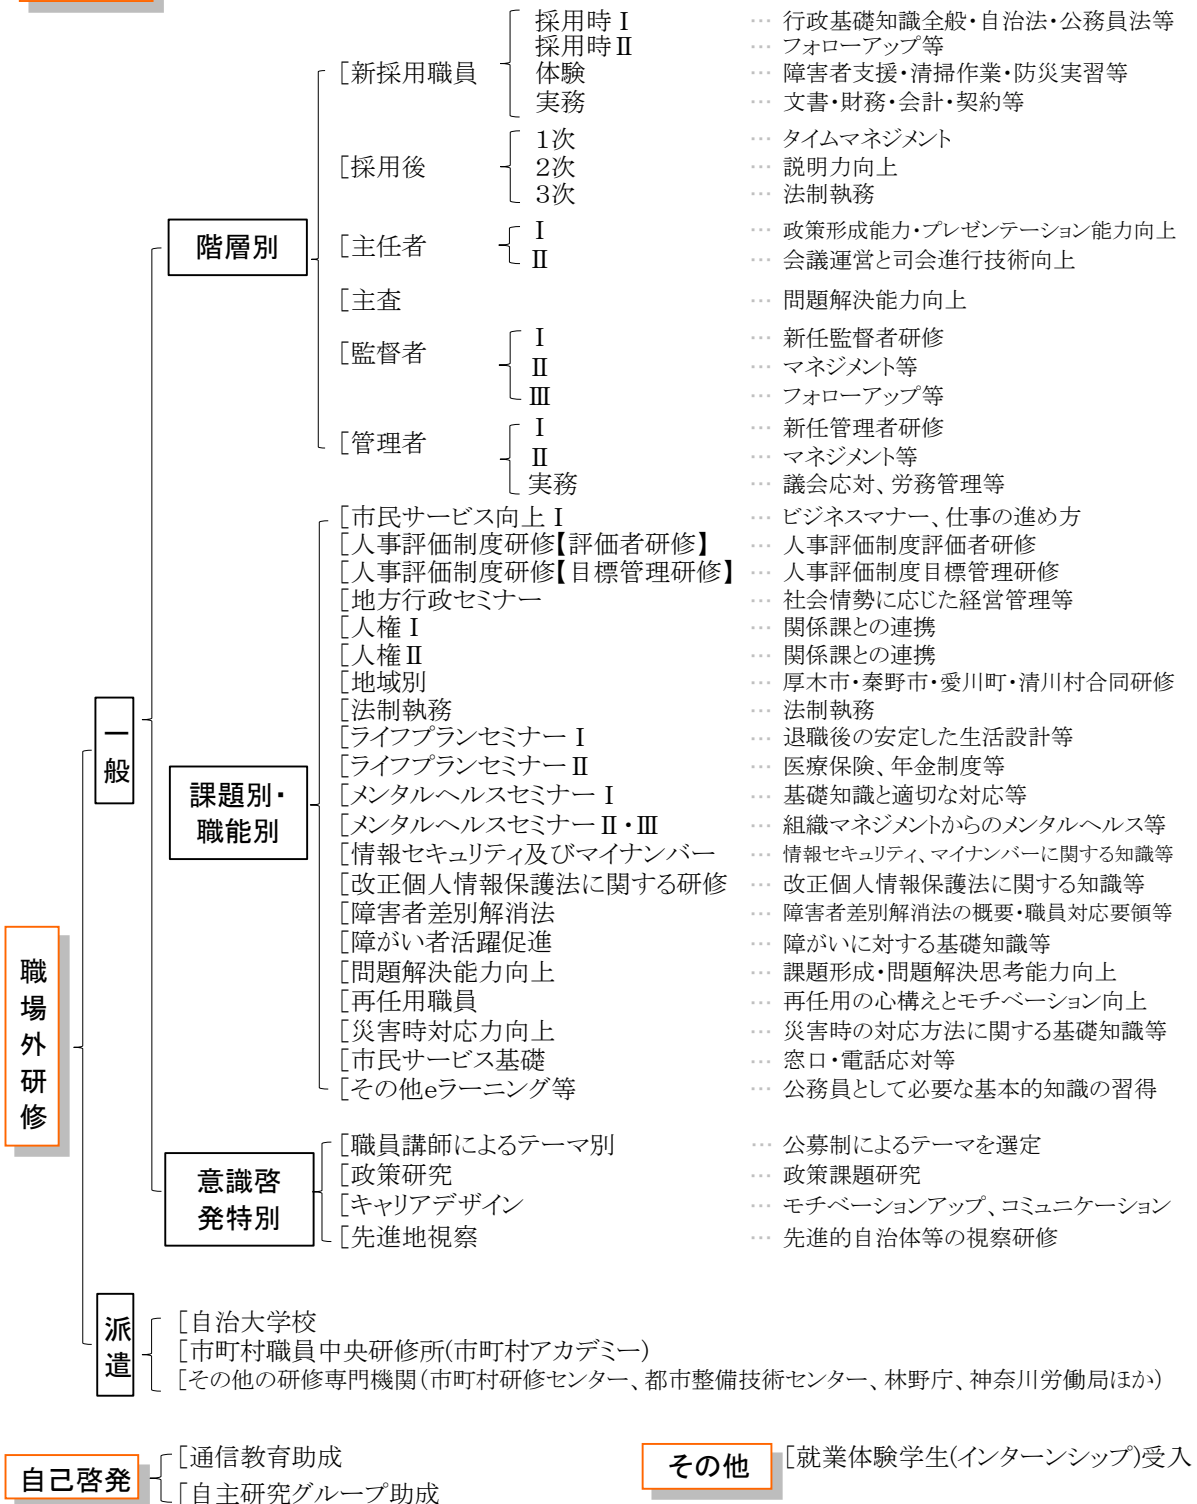 採用時Ⅰ … 行政基礎知識全般・自治法・公務員法等
採用時Ⅱ … フォローアップ等
[新採用職員 体験 … 障害者支援・清掃作業・防災実習等
実務 … 文書・財務・会計・契約等
1次 … タイムマネジメント
[採用後 2次 … 説明力向上
3次 … 法制執務
階層別
[主任者 Ⅰ … 政策形成能力・プレゼンテーション能力向上
Ⅱ … 会議運営と司会進行技術向上
[主査 … 問題解決能力向上
[監督者 Ⅰ … 新任監督者研修
Ⅱ … マネジメント等
Ⅲ … フォローアップ等
[管理者 Ⅰ … 新任管理者研修
Ⅱ … マネジメント等
実務 … 議会応対、労務管理等
[市民サービス向上Ⅰ … ビジネスマナー、仕事の進め方
[人事評価制度研修【評価者研修】 … 人事評価制度評価者研修
[人事評価制度研修【目標管理研修】 … 人事評価制度目標管理研修
[地方行政セミナー … 社会情勢に応じた経営管理等
[人権Ⅰ … 関係課との連携
[人権Ⅱ … 関係課との連携
[地域別 … 厚木市・秦野市・愛川町・清川村合同研修
[法制執務 … 法制執務
一般
[ライフプランセミナーⅠ … 退職後の安定した生活設計等
[ライフプランセミナーⅡ … 医療保険、年金制度等
課題別・
職能別
[メンタルヘルスセミナーⅠ … 基礎知識と適切な対応等
[メンタルヘルスセミナーⅡ・Ⅲ … 組織マネジメントからのメンタルヘルス等
[情報セキュリティ及びマイナンバー … 情報セキュリティ、マイナンバーに関する知識等
[改正個人情報保護法に関する研修 … 改正個人情報保護法に関する知識等
[障害者差別解消法 … 障害者差別解消法の概要・職員対応要領等
[障がい者活躍促進 … 障がいに対する基礎知識等
職場外研修
[問題解決能力向上 … 課題形成・問題解決思考能力向上
[再任用職員 … 再任用の心構えとモチベーション向上
[災害時対応力向上 … 災害時の対応方法に関する基礎知識等
[市民サービス基礎 … 窓口・電話応対等
[その他eラーニング等 … 公務員として必要な基本的知識の習得
[職員講師によるテーマ別 … 公募制によるテーマを選定
意識啓
発特別
[政策研究 … 政策課題研究
[キャリアデザイン … モチベーションアップ、コミュニケーション
[先進地視察 … 先進的自治体等の視察研修
派遣
[自治大学校
[市町村職員中央研修所(市町村アカデミー)
[その他の研修専門機関(市町村研修センター、都市整備技術センター、林野庁、神奈川労働局ほか)
自己啓発
[通信教育助成
[自主研究グループ助成
その他 [就業体験学生(インターンシップ)受入